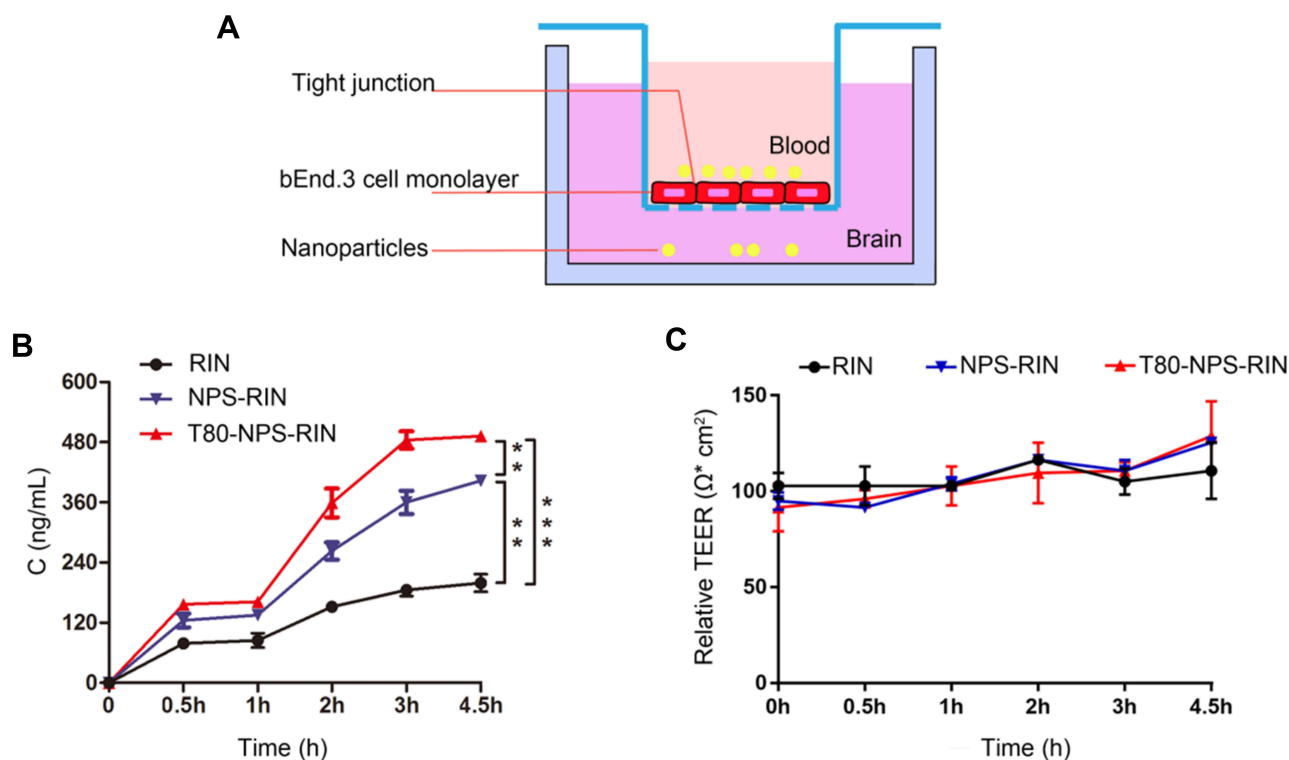 A
Tight junction
Blood
bEnd.3 cell monolayer
Brain
Nanoparticles
B
RIN
NPS-RIN
T80-NPS-RIN
600
480
360
240
120
0
C (ng/mL)
**
**
***
0 0.5h 1h 2h 3h 4.5h
Time (h)
C
RIN NPS-RIN T80-NPS-RIN
150
100
50
0
Relative TEER (Ω* cm²)
0h 0.5h 1h 2h 3h 4.5h
Time (h)